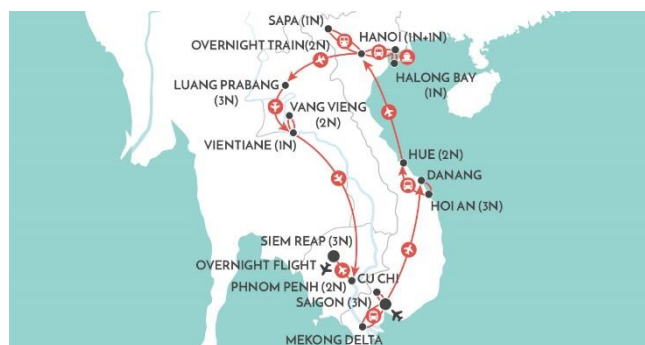 SAPA (1N)
HANOI (1N+1N)
OVERNIGHT TRAIN(2N)
HALONG BAY
(1N)
LUANG PRABANG
(3N)
VANG VIENG
(2N)
VIENTIANE (1N)
HUE (2N)
DANANG
HOI AN (3N)
SIEM REAP (3N)
OVERNIGHT FLIGHT
CU CHI
PHNOM PENH (2N)
SAIGON (3N)
MEKONG DELTA